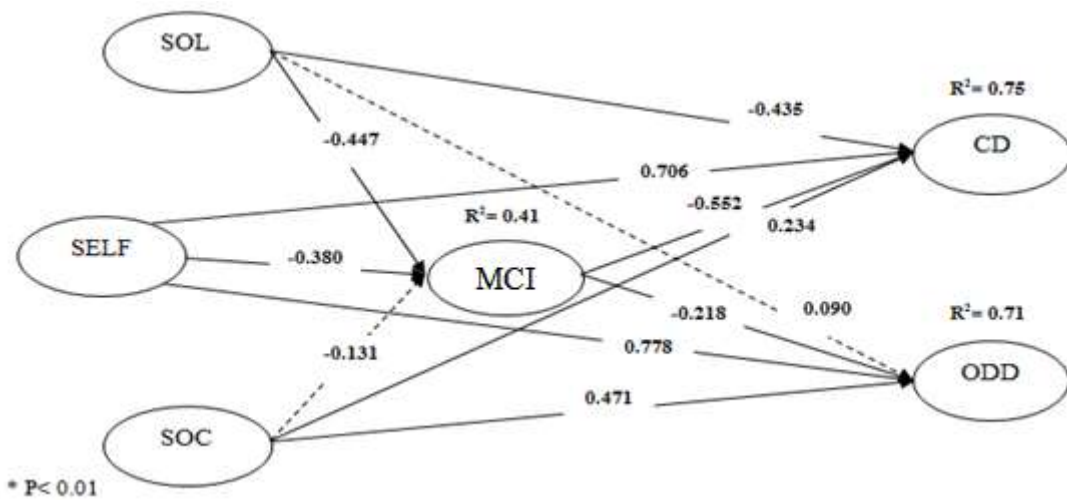 SOL
-0.435
R²= 0.75
CD
-0.447
0.706
-0.552
R²= 0.41
0.234
SELF
-0.380
MCI
-0.218
0.090
R²= 0.71
-0.131
0.778
ODD
0.471
SOC
* P< 0.01